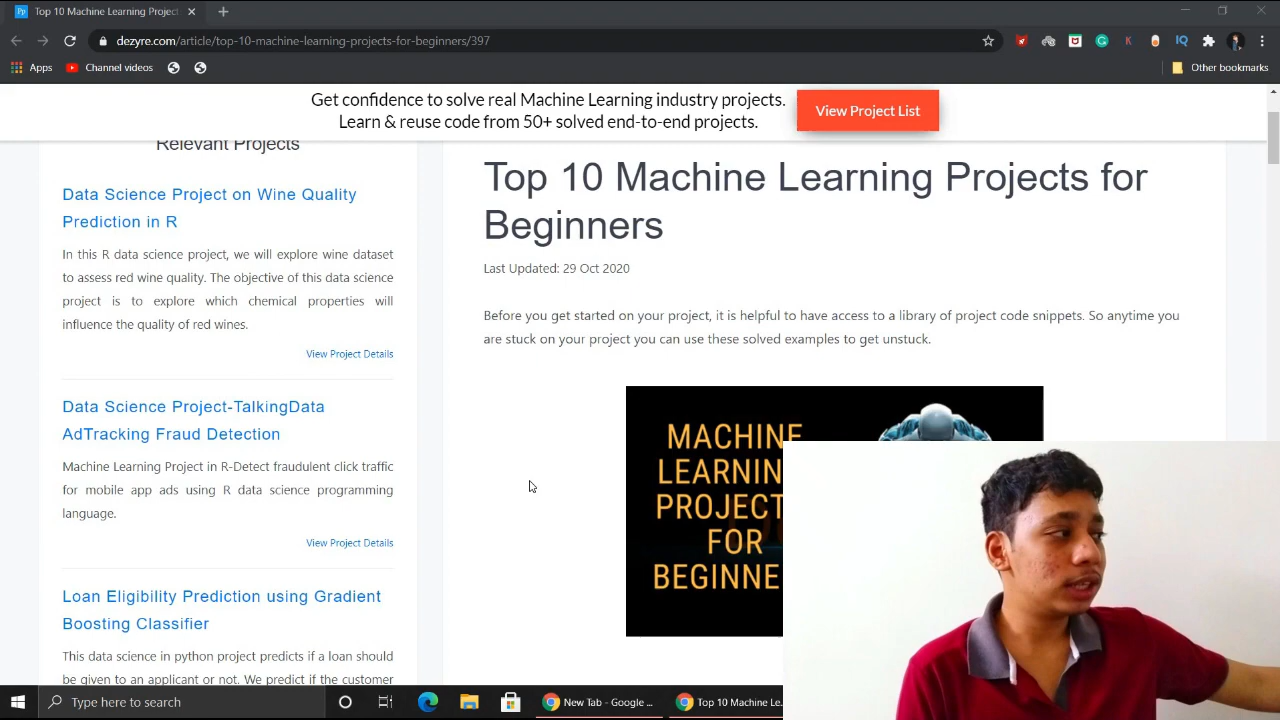 Top 10 Machine Learning Project
dezyre.com/article/top-10-machine-learning-projects-for-beginners/397
Apps
Channel videos
Other bookmarks
Get confidence to solve real Machine Learning industry projects.
Learn & reuse code from 50+ solved end-to-end projects.
View Project List
Relevant Projects
Data Science Project on Wine Quality
Prediction in R
In this R data science project, we will explore wine dataset
to assess red wine quality. The objective of this data science
project is to explore which chemical properties will
influence the quality of red wines.
View Project Details
Data Science Project-TalkingData
AdTracking Fraud Detection
Machine Learning Project in R-Detect fraudulent click traffic
for mobile app ads using R data science programming
language.
View Project Details
Loan Eligibility Prediction using Gradient
Boosting Classifier
This data science in python project predicts if a loan should
be given to an applicant or not. We predict if the customer
Top 10 Machine Learning Projects for
Beginners
Last Updated: 29 Oct 2020
Before you get started on your project, it is helpful to have access to a library of project code snippets. So anytime you
are stuck on your project you can use these solved examples to get unstuck.
MACHINE
LEARNIN
PROJECT
FOR
BEGINNE
Type here to search
New Tab - Google ...
Top 10 Machine Le...